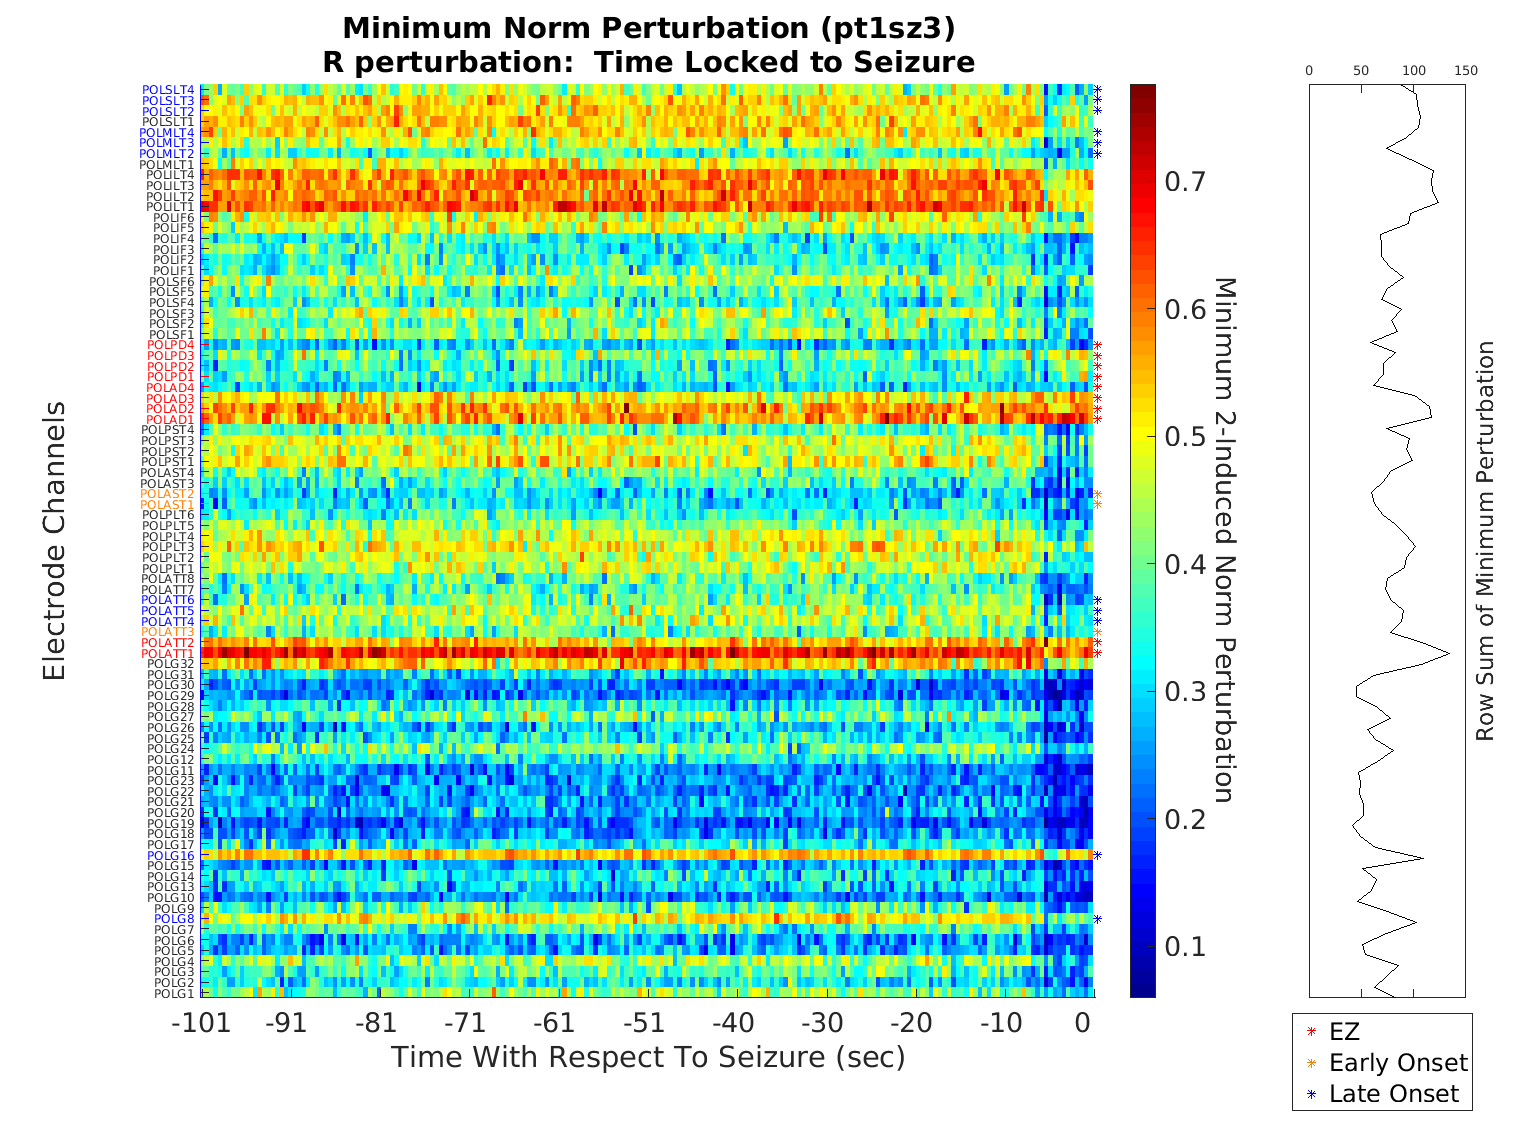 Minimum Norm Perturbation (pt1sz3)
R perturbation:  Time Locked to Seizure
Electrode Channels
POLSLT4
POLSLT3
POLSLT2
POLSLT1
POLMLT4
POLMLT3
POLMLT2
POLMLT1
POLILT4
POLILT3
POLILT2
POLILT1
POLIF6
POLIF5
POLIF4
POLIF3
POLIF2
POLIF1
POLSF6
POLSF5
POLSF4
POLSF3
POLSF2
POLSF1
POLPD4
POLPD3
POLPD2
POLPD1
POLAD4
POLAD3
POLAD2
POLAD1
POLPST4
POLPST3
POLPST2
POLPST1
POLAST4
POLAST3
POLAST2
POLAST1
POLPLT6
POLPLT5
POLPLT4
POLPLT3
POLPLT2
POLPLT1
POLATT8
POLATT7
POLATT6
POLATT5
POLATT4
POLATT3
POLATT2
POLATT1
POLG32
POLG31
POLG30
POLG29
POLG28
POLG27
POLG26
POLG25
POLG24
POLG12
POLG11
POLG23
POLG22
POLG21
POLG20
POLG19
POLG18
POLG17
POLG16
POLG15
POLG14
POLG13
POLG10
POLG9
POLG8
POLG7
POLG6
POLG5
POLG4
POLG3
POLG2
POLG1
-101 -91 -81 -71 -61 -51 -40 -30 -20 -10 0
Time With Respect To Seizure (sec)
0.7
0.6
0.5
0.4
0.3
0.2
0.1
Minimum 2-Induced Norm Perturbation
0 50 100 150
Row Sum of Minimum Perturbation
EZ
Early Onset
Late Onset